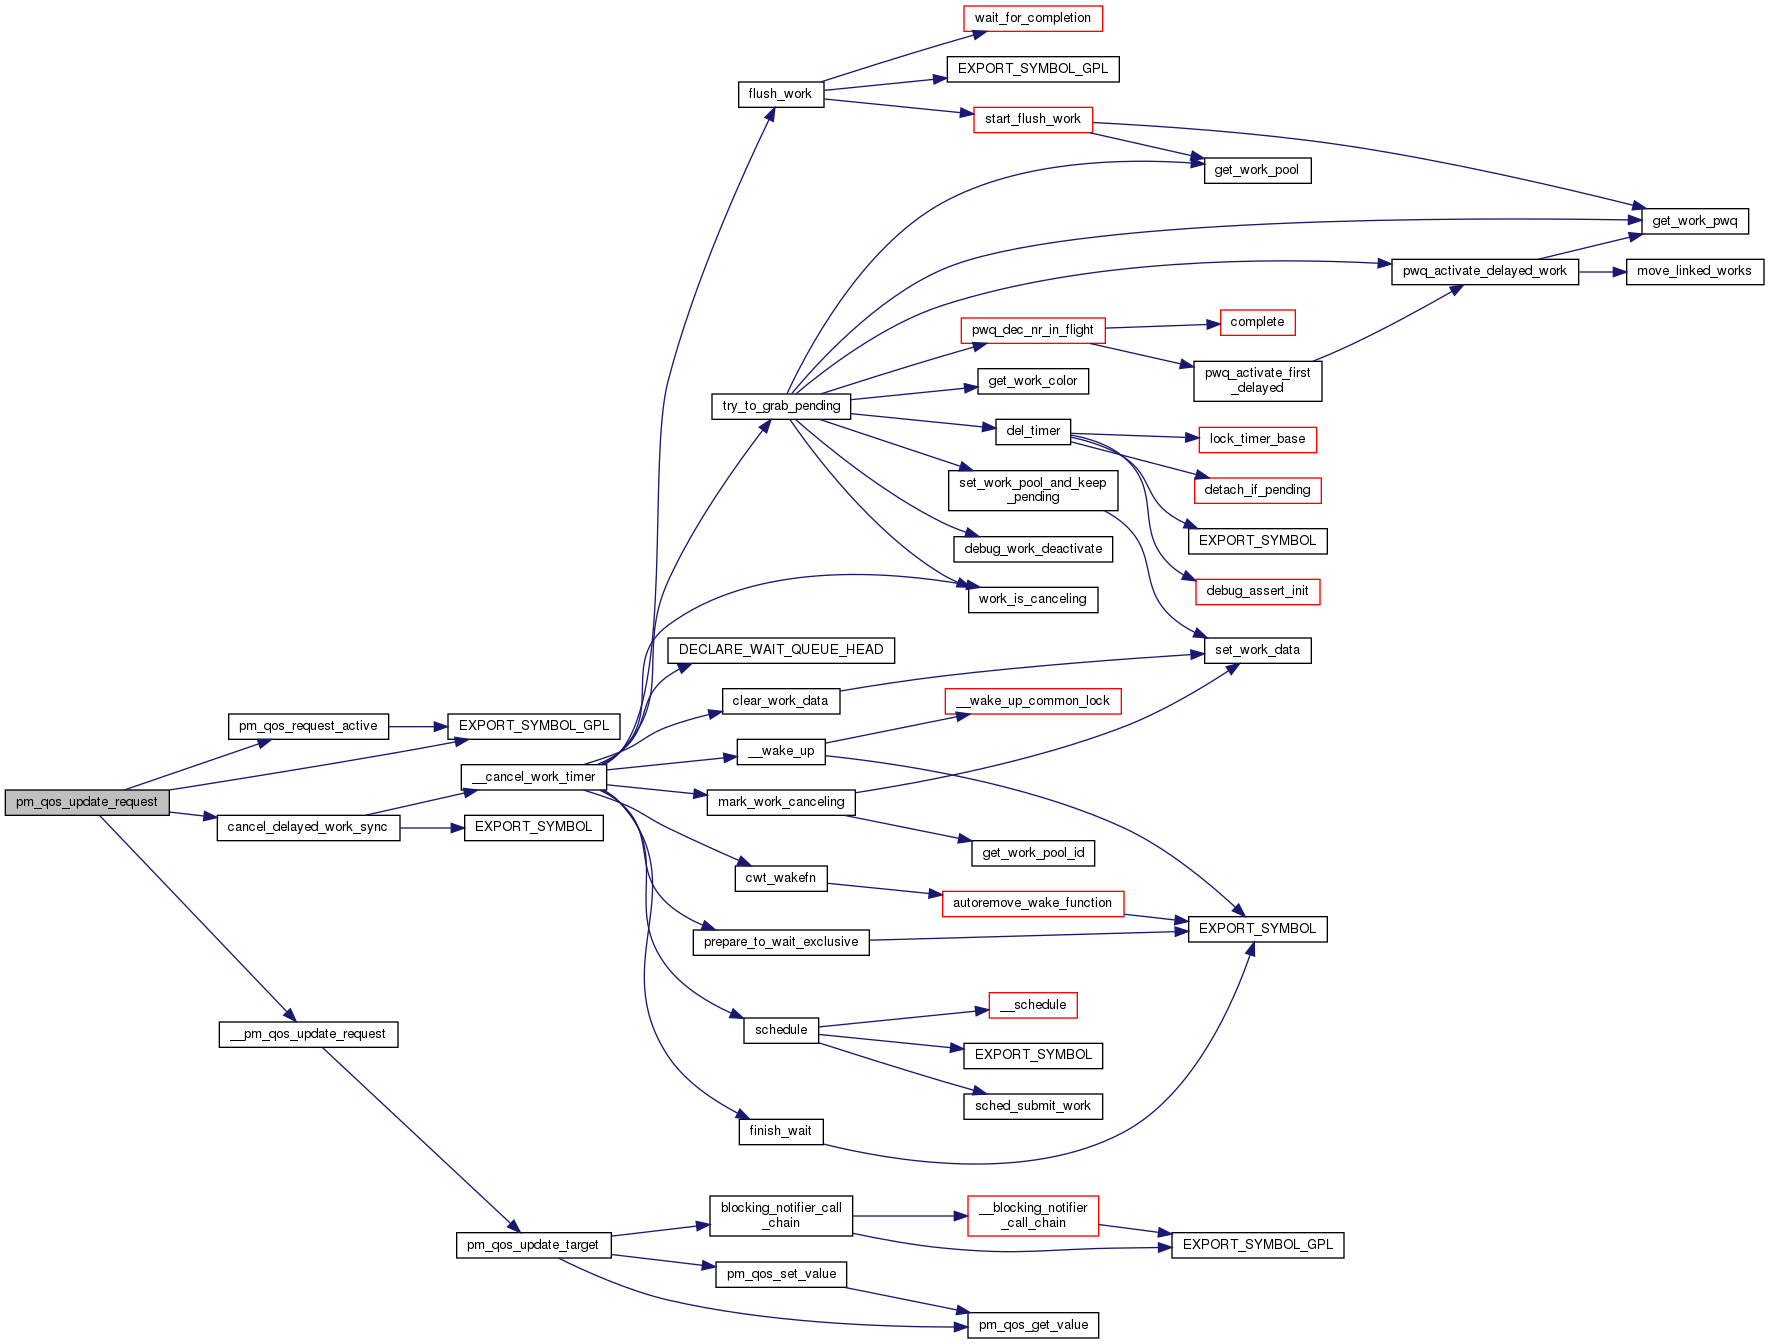 wait_for_completion
EXPORT_SYMBOL_GPL
flush_work
start_flush_work
get_work_pool
get_work_pwq
pwq_activate_delayed_work
move_linked_works
pwq_dec_nr_in_flight
complete
pwq_activate_first
_delayed
get_work_color
try_to_grab_pending
del_timer
lock_timer_base
set_work_pool_and_keep
_pending
detach_if_pending
EXPORT_SYMBOL
debug_work_deactivate
debug_assert_init
work_is_canceling
DECLARE_WAIT_QUEUE_HEAD
set_work_data
clear_work_data
__wake_up_common_lock
pm_qos_request_active
EXPORT_SYMBOL_GPL
__wake_up
__cancel_work_timer
pm_qos_update_request
mark_work_canceling
cancel_delayed_work_sync
EXPORT_SYMBOL
get_work_pool_id
cwt_wakefn
autoremove_wake_function
EXPORT_SYMBOL
prepare_to_wait_exclusive
__schedule
schedule
__pm_qos_update_request
EXPORT_SYMBOL
sched_submit_work
finish_wait
blocking_notifier_call
_chain
__blocking_notifier
_call_chain
pm_qos_update_target
EXPORT_SYMBOL_GPL
pm_qos_set_value
pm_qos_get_value